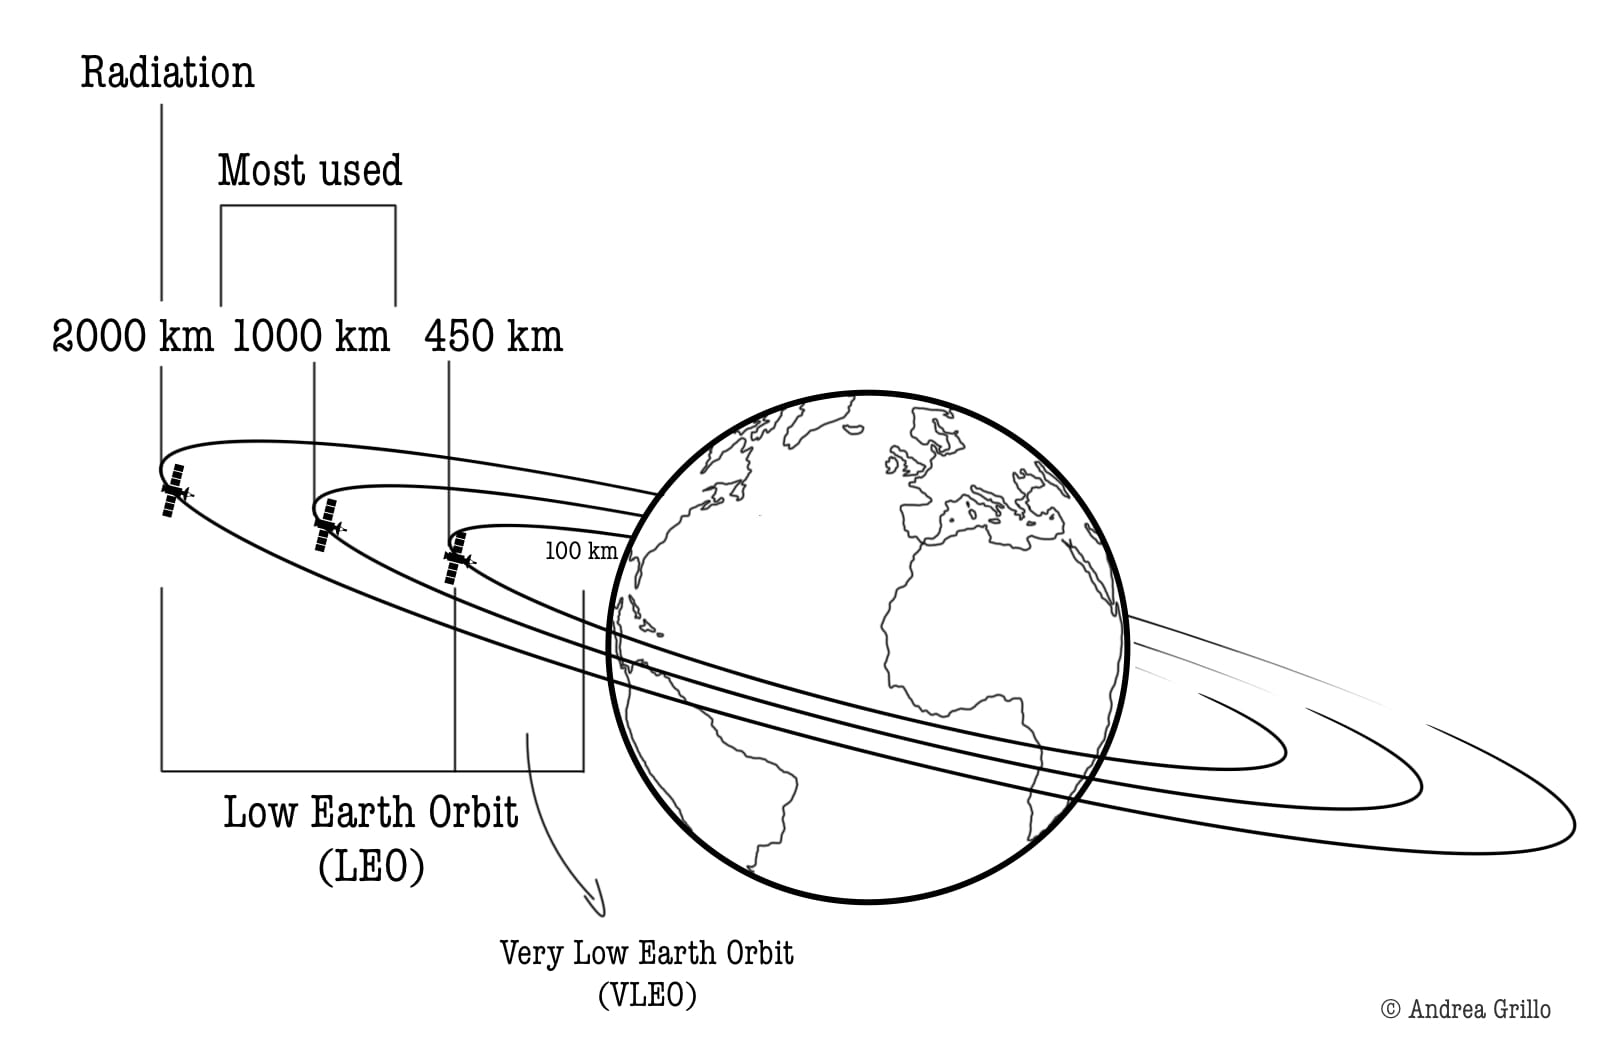 Radiation
Most used
2000 km 1000 km 450 km
100 km
Low Earth Orbit
(LEO)
Very Low Earth Orbit
(VLEO)
© Andrea Grillo